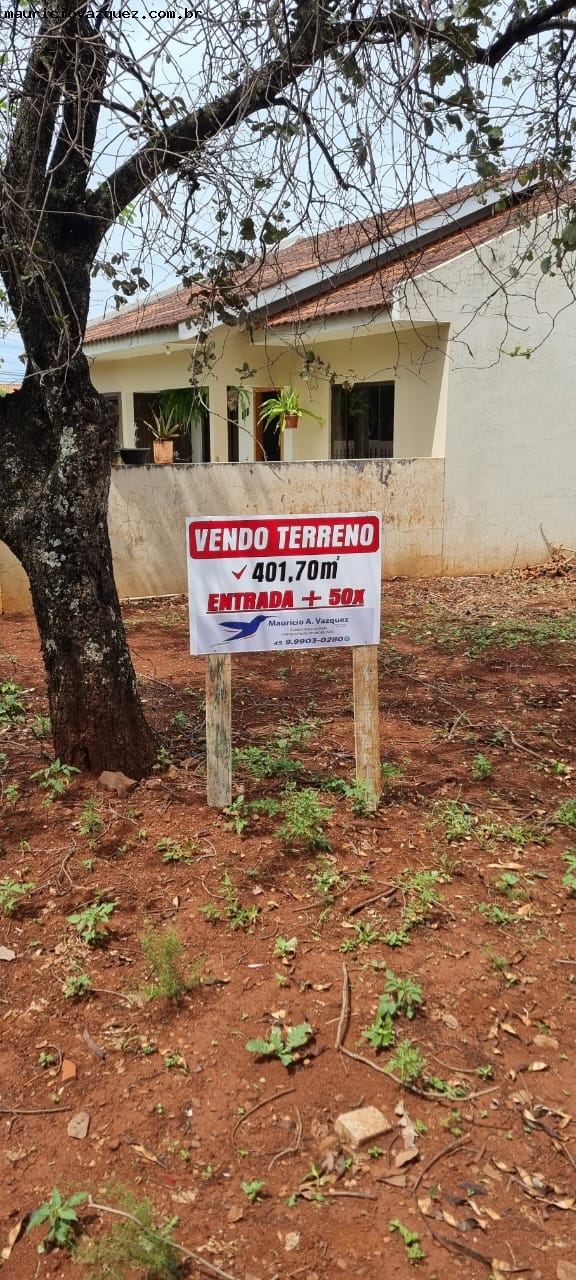 mauriciovazquez.com.br
VENDO TERRENO
✓ 401,70m²
ENTRADA + 50X
Mauricio A. Vazquez
45 9.9903-0280